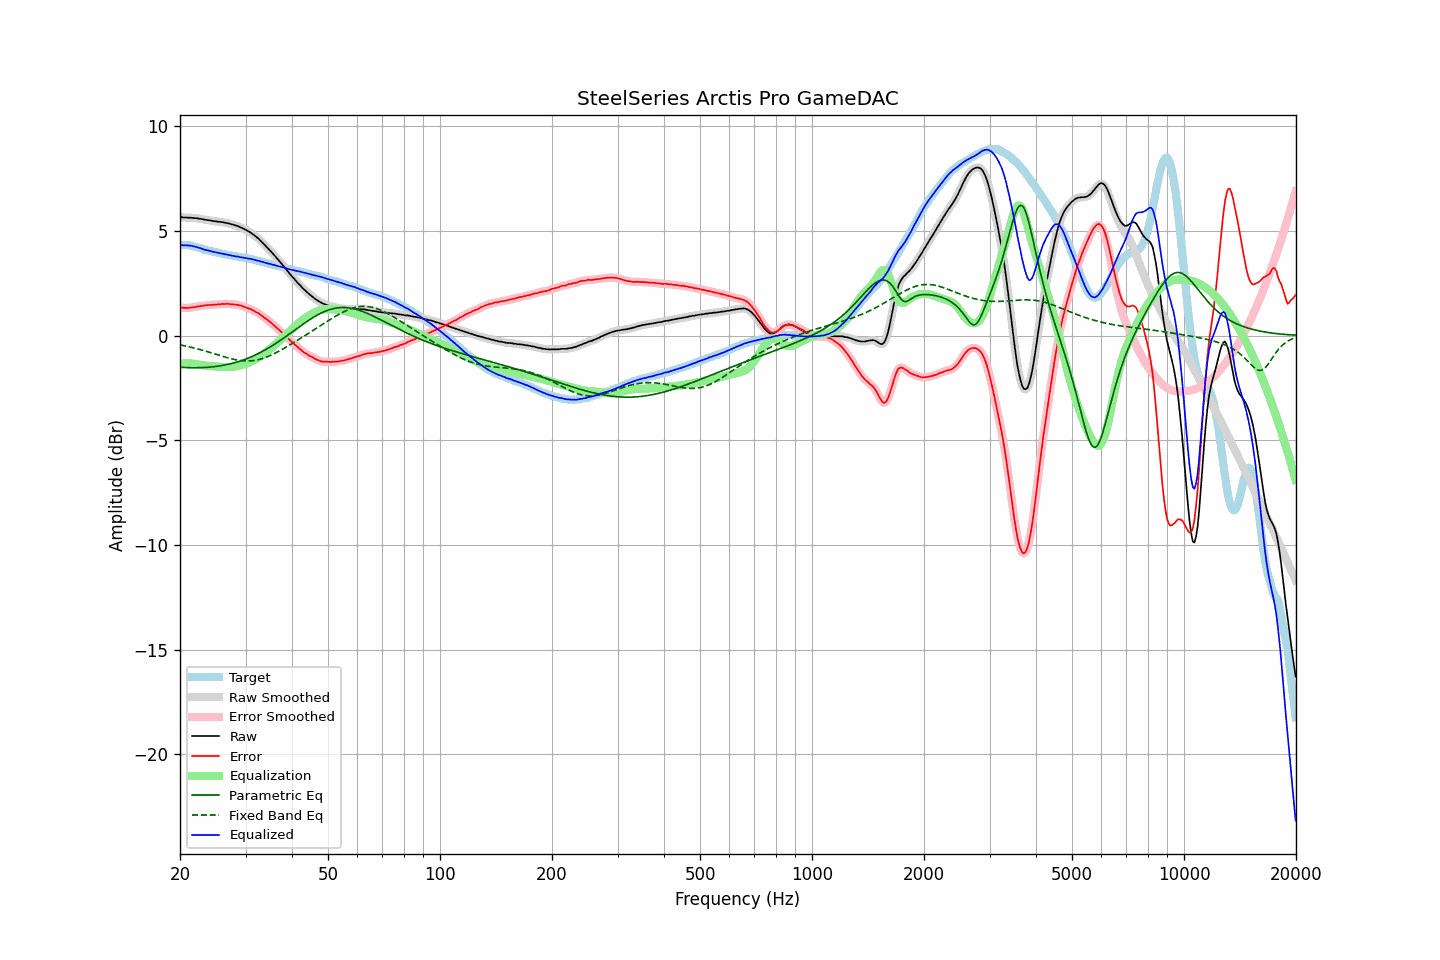 SteelSeries Arctis Pro GameDAC
10
5
0
−5
−10
−15
−20
Amplitude (dBr)
Target
Raw Smoothed
Error Smoothed
Raw
Error
Equalization
Parametric Eq
Fixed Band Eq
Equalized
20 50 100 200 500 1000 2000 5000 10000 20000
Frequency (Hz)